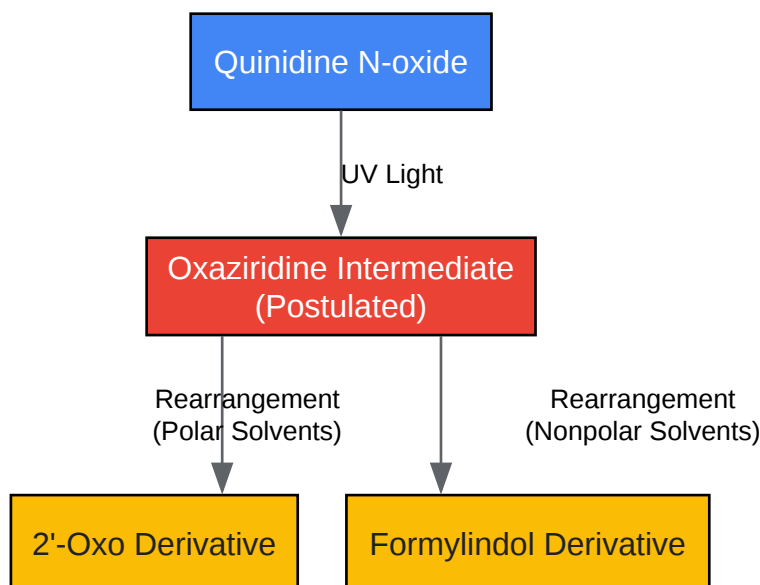 Quinidine N-oxide
UV Light
Oxaziridine Intermediate
(Postulated)
Rearrangement
(Polar Solvents)
Rearrangement
(Nonpolar Solvents)
2'-Oxo Derivative
Formylindol Derivative